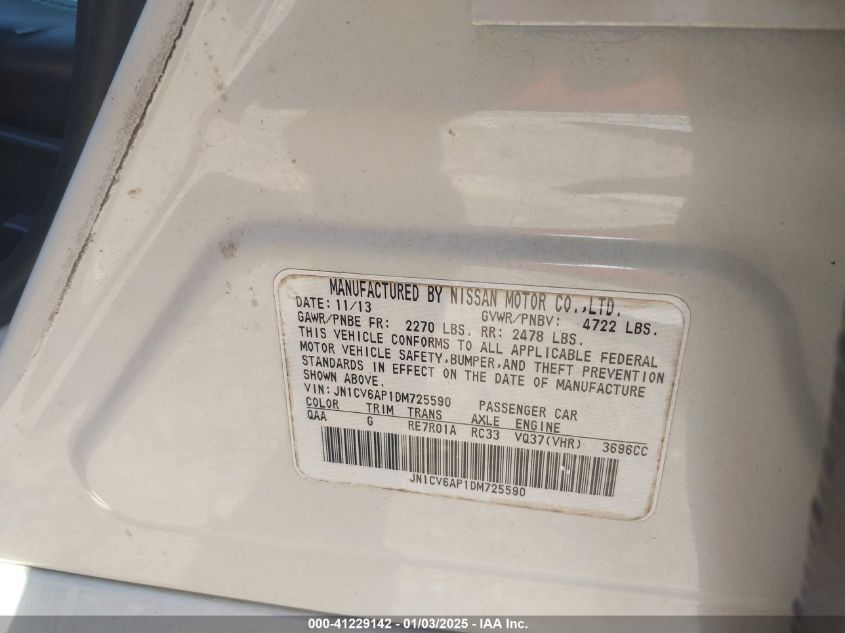 MANUFACTURED BY NISSAN MOTOR CO.,LTD.
DATE: 11/13 GVWR/PNBV: 4722 LBS.
GAWR/PNBE FR: 2270 LBS. RR: 2478 LBS.
THIS VEHICLE CONFORMS TO ALL APPLICABLE FEDERAL
MOTOR VEHICLE SAFETY,BUMPER,AND THEFT PREVENTION
STANDARDS IN EFFECT ON THE DATE OF MANUFACTURE
SHOWN ABOVE.
VIN:JN1CV6AP1DM725590 PASSENGER CAR
COLOR TRIM TRANS AXLE ENGINE
QAA G RE7R01A RC33 VQ37(VHR) 3696CC
JN1CV6AP1DM725590
000-41229142 - 01/03/2025 - IAA Inc.